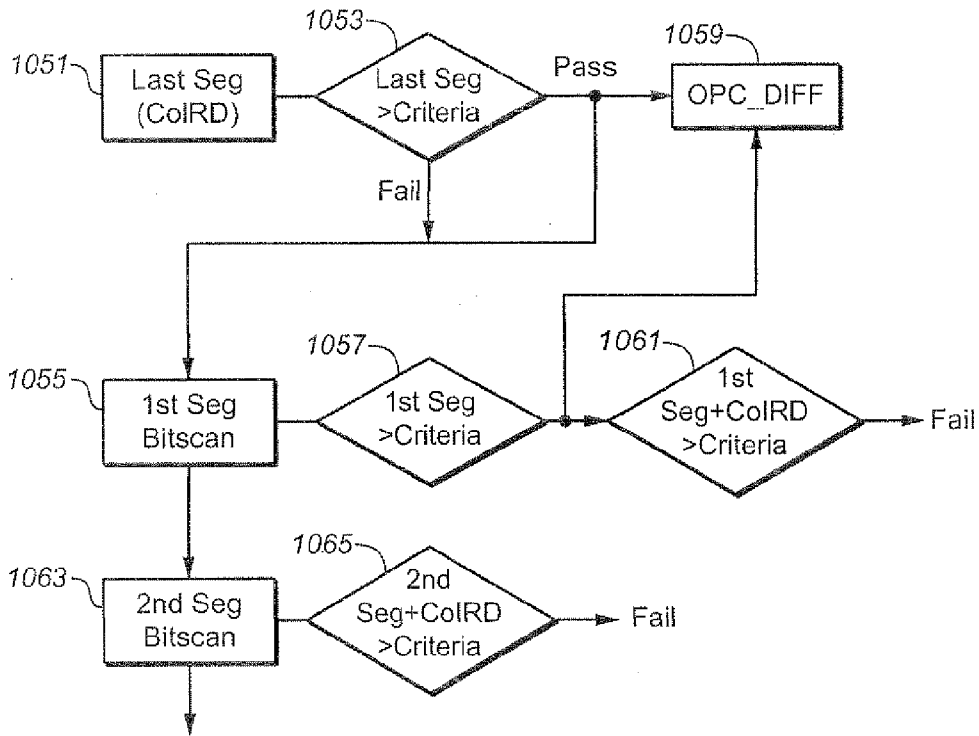 1051
Last Seg
(ColRD)
1053
Last Seg
>Criteria
Pass
Fail
1059
OPC_DIFF
1055
1st Seg
Bitscan
1057
1st Seg
>Criteria
1061
1st
Seg+ColRD
>Criteria
Fail
1063
2nd Seg
Bitscan
1065
2nd
Seg+ColRD
>Criteria
Fail